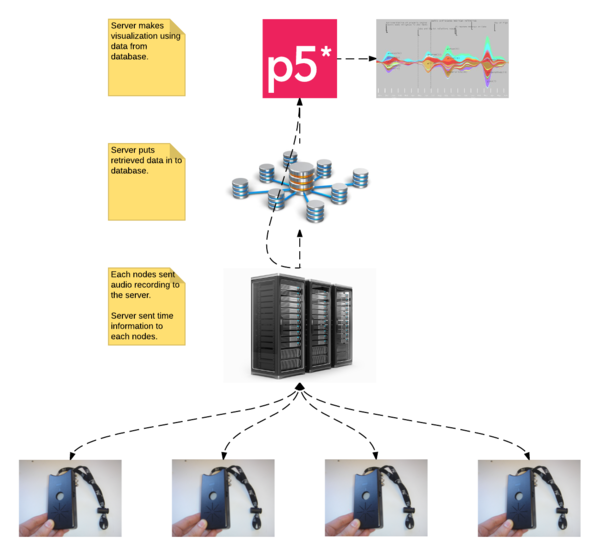 Server makes
visualization using
data from
database.
p5*
Server puts
retrieved data in to
database.
Each nodes sent
audio recording to
the server.
Server sent time
information to
each nodes.